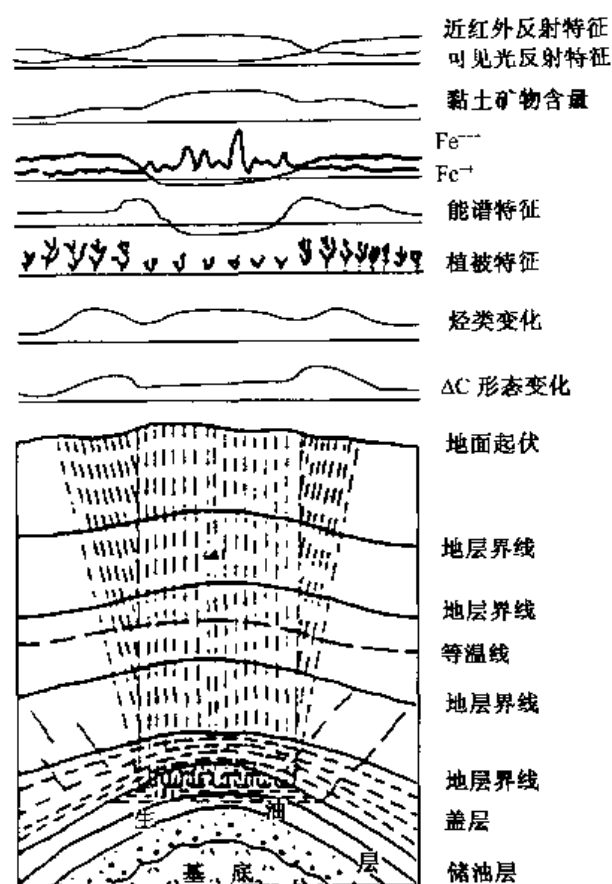 近红外反射特征
可见光反射特征
黏土矿物含量
Fe
能谱特征
植被特征
烃类变化
ΔC 形态变化
地面起伏
地层界线
地层界线
等温线
地层界线
地层界线
盖层
生 油 层
基 底
储油层